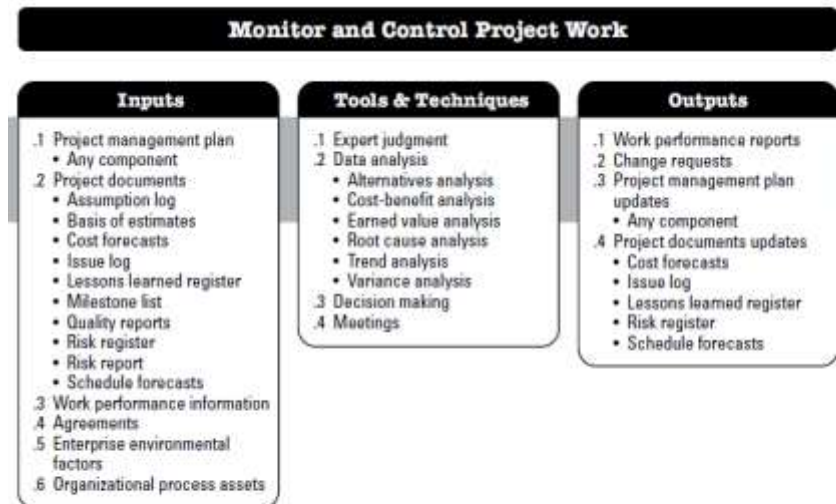 Monitor and Control Project Work
Inputs
.1 Project management plan
• Any component
.2 Project documents
• Assumption log
• Basis of estimates
• Cost forecasts
• Issue log
• Lessons learned register
• Milestone list
• Quality reports
• Risk register
• Risk report
• Schedule forecasts
.3 Work performance information
.4 Agreements
.5 Enterprise environmental
factors
.6 Organizational process assets
Tools & Techniques
.1 Expert judgment
.2 Data analysis
• Alternatives analysis
• Cost-benefit analysis
• Earned value analysis
• Root cause analysis
• Trend analysis
• Variance analysis
.3 Decision making
.4 Meetings
Outputs
.1 Work performance reports
.2 Change requests
.3 Project management plan
updates
• Any component
.4 Project documents updates
• Cost forecasts
• Issue log
• Lessons learned register
• Risk register
• Schedule forecasts